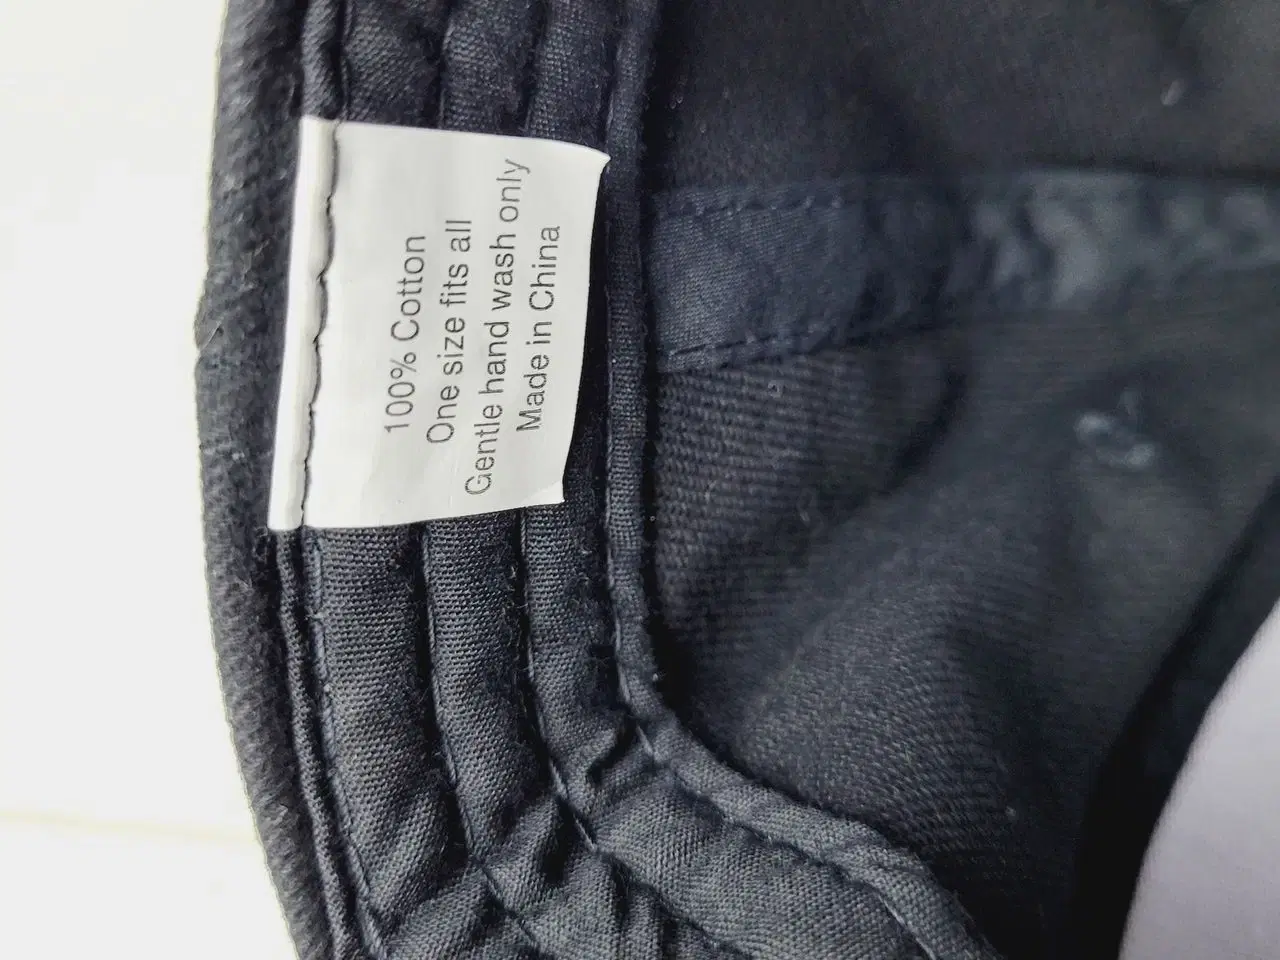 100% Cotton
One size fits all
Gentle hand wash only
Made in China